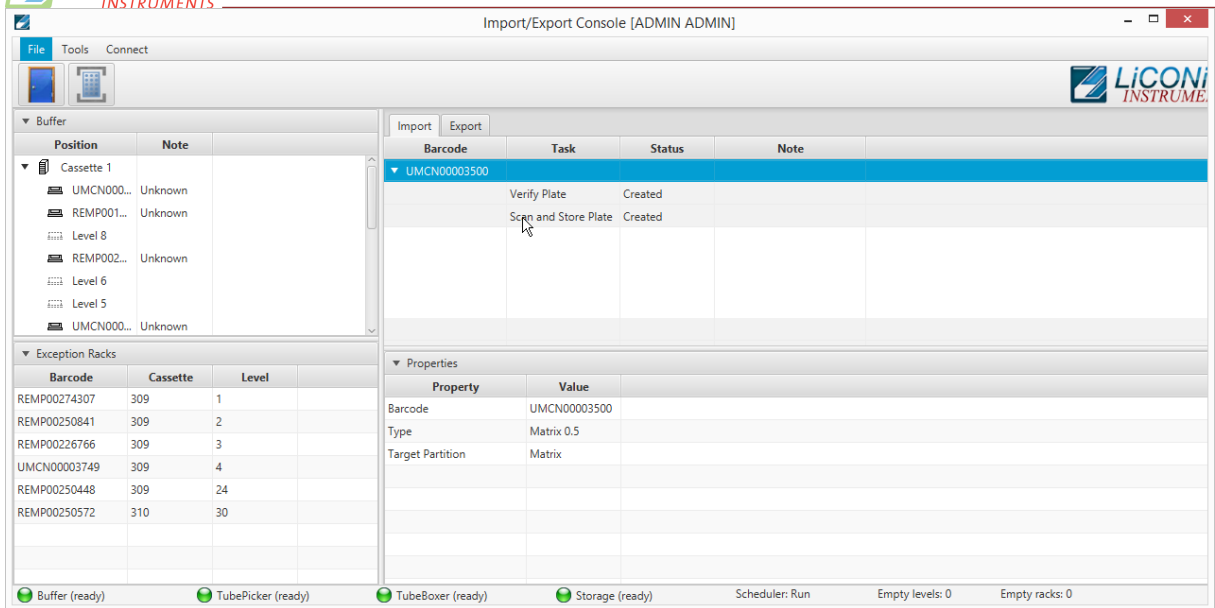 INSTRUMENTS
Import/Export Console [ADMIN ADMIN]
File Tools Connect
LiCONi
INSTRUME
Buffer
Position Note
Cassette 1
UMCN000... Unknown
REMP001... Unknown
Level 8
REMP002... Unknown
Level 6
Level 5
UMCN000... Unknown
Exception Racks
Barcode Cassette Level
REMP00274307 309 1
REMP00250841 309 2
REMP00226766 309 3
UMCN00003749 309 4
REMP00250448 309 24
REMP00250572 310 30
Import Export
Barcode Task Status Note
UMCN00003500
Verify Plate Created
Scan and Store Plate Created
Properties
Property Value
Barcode UMCN00003500
Type Matrix 0.5
Target Partition Matrix
Buffer (ready) TubePicker (ready) TubeBoxer (ready) Storage (ready) Scheduler: Run Empty levels: 0 Empty racks: 0